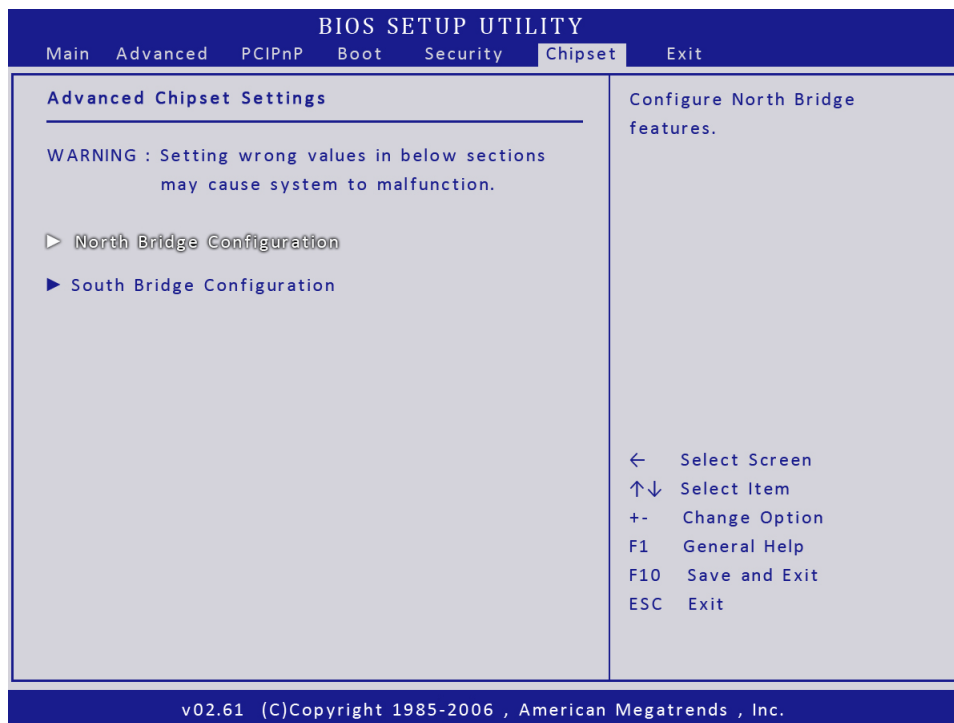 BIOS SETUP UTILITY
Main Advanced PCIPnP Boot Security Chipset Exit
Advanced Chipset Settings
WARNING : Setting wrong values in below sections
may cause system to malfunction.
▷ North Bridge Configuration
► South Bridge Configuration
Configure North Bridge
features.
← Select Screen
↑↓ Select Item
+- Change Option
F1 General Help
F10 Save and Exit
ESC Exit
v02.61 (C)Copyright 1985-2006 , American Megatrends , Inc.